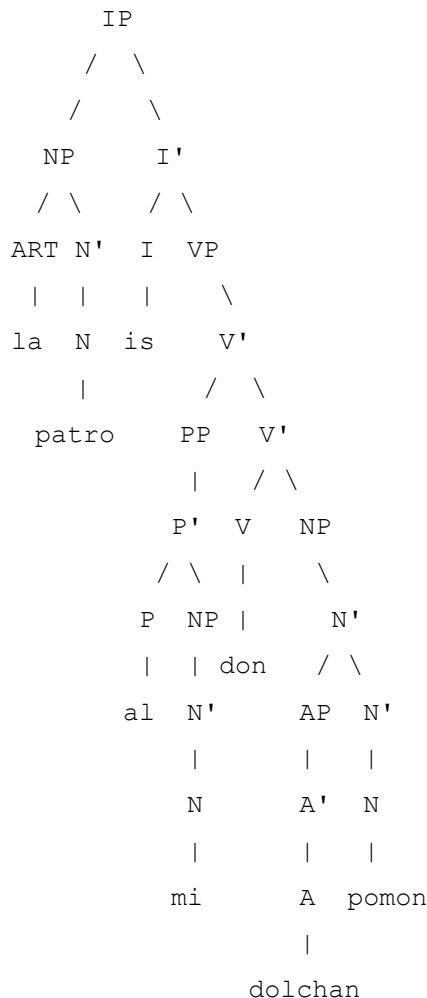 IP
/ \
/ \
NP I'
/ \ / \
ART N' I VP
| | | \
la N is V'
| / \
patro PP V'
| / \
P' V NP
/ \ | \
P NP | N'
| | don / \
al N' AP N'
| | |
N A' N
| | |
mi A pomon
|
dolchan